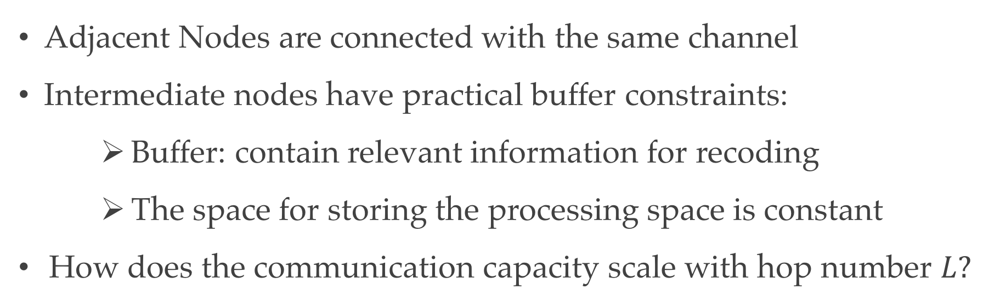 • Adjacent Nodes are connected with the same channel
• Intermediate nodes have practical buffer constraints:
➢ Buffer: contain relevant information for recoding
➢ The space for storing the processing space is constant
• How does the communication capacity scale with hop number L?